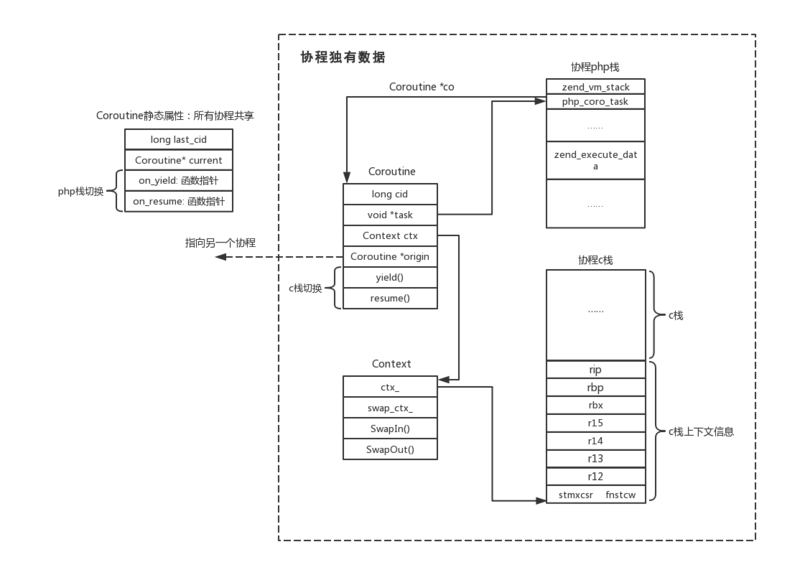 协程独有数据
协程php栈
zend_vm_stack
php_coro_task
......
zend_execute_dat
a
......
Coroutine *co
Coroutine静态属性：所有协程共享
long last_cid
Coroutine* current
on_yield: 函数指针
on_resume: 函数指针
php栈切换
Coroutine
long cid
void *task
Context ctx
Coroutine *origin
yield()
resume()
指向另一个协程
c栈切换
协程c栈
......
c栈
rip
rbp
rbx
r15
r14
r13
r12
stmxcsr fnstcw
c栈上下文信息
Context
ctx_
swap_ctx_
SwapIn()
SwapOut()